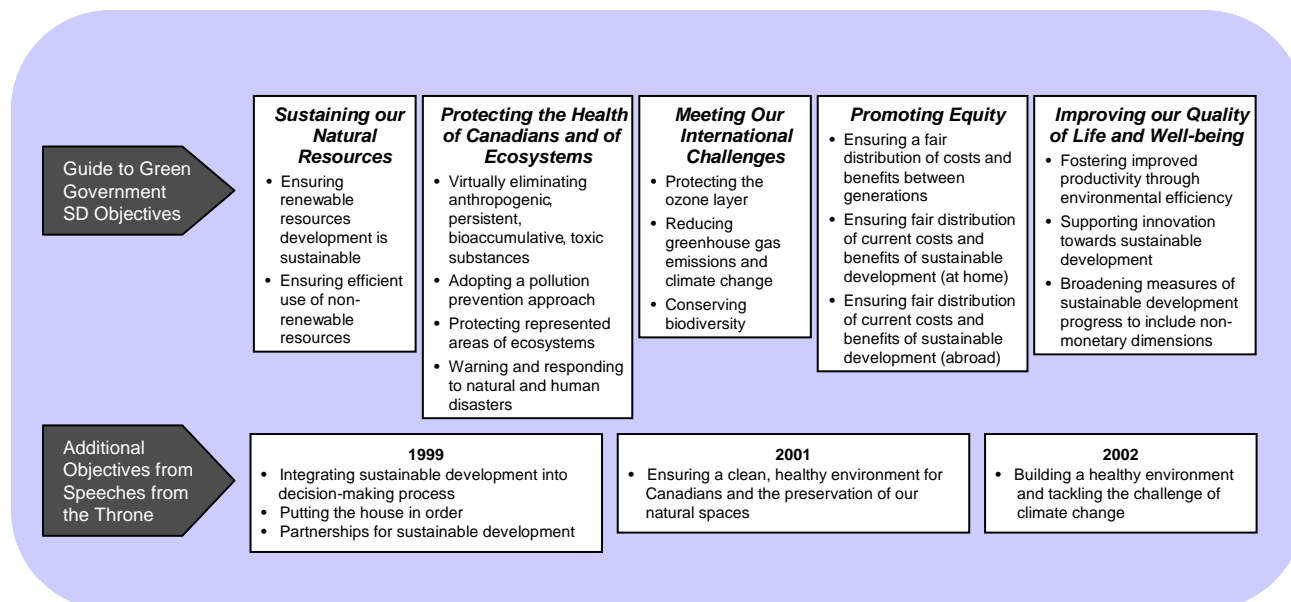 Guide to Green
Government
SD Objectives
Sustaining our
Natural
Resources
• Ensuring
renewable
resources
development is
sustainable
• Ensuring efficient
use of non-
renewable
resources
Protecting the Health
of Canadians and of
Ecosystems
• Virtually eliminating
anthropogenic,
persistent,
bioaccumulative, toxic
substances
• Adopting a pollution
prevention approach
• Protecting represented
areas of ecosystems
• Warning and responding
to natural and human
disasters
Meeting Our
International
Challenges
• Protecting the
ozone layer
• Reducing
greenhouse gas
emissions and
climate change
• Conserving
biodiversity
Promoting Equity
• Ensuring a fair
distribution of costs and
benefits between
generations
• Ensuring fair distribution
of current costs and
benefits of sustainable
development (at home)
• Ensuring fair distribution
of current costs and
benefits of sustainable
development (abroad)
Improving our Quality
of Life and Well-being
• Fostering improved
productivity through
environmental efficiency
• Supporting innovation
towards sustainable
development
• Broadening measures of
sustainable development
progress to include non-
monetary dimensions
Additional
Objectives from
Speeches from
the Throne
1999
• Integrating sustainable development into
decision-making process
• Putting the house in order
• Partnerships for sustainable development
2001
• Ensuring a clean, healthy environment for
Canadians and the preservation of our
natural spaces
2002
• Building a healthy environment
and tackling the challenge of
climate change